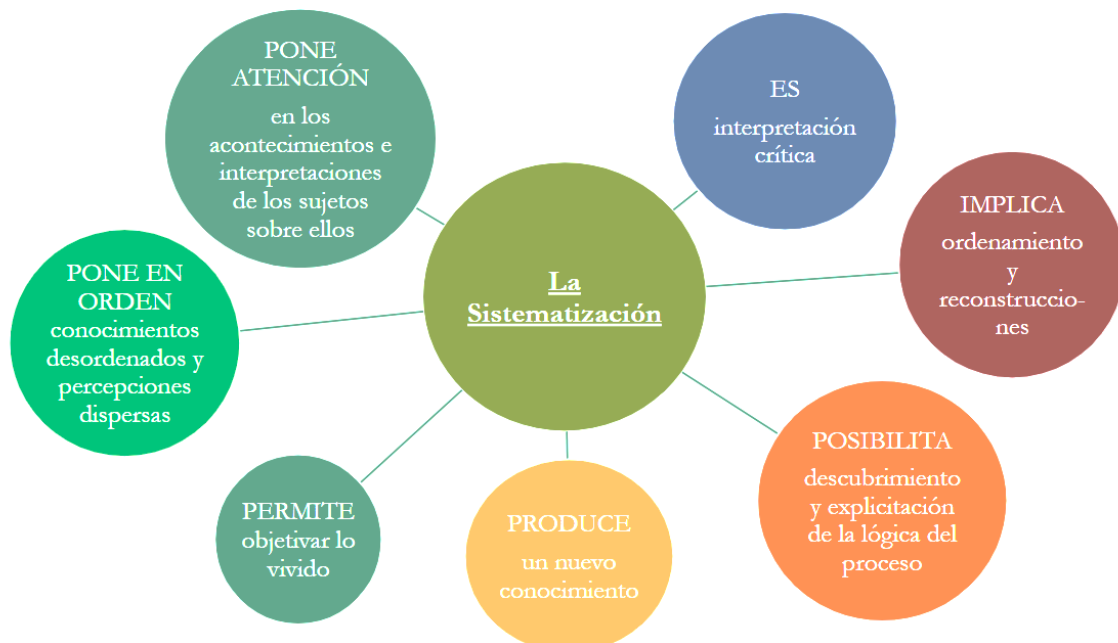 PONE
ATENCIÓN
en los
acontecimientos e
interpretaciones
de los sujetos
sobre ellos
ES
interpretación
crítica
IMPLICA
ordenamiento
y
reconstruccio-
nes
La
Sistematización
PONE EN
ORDEN
conocimientos
desordenados y
percepciones
dispersas
POSIBILITA
descubrimiento
y explicitación
de la lógica del
proceso
PERMITE
objetivar lo
vivido
PRODUCE
un nuevo
conocimiento